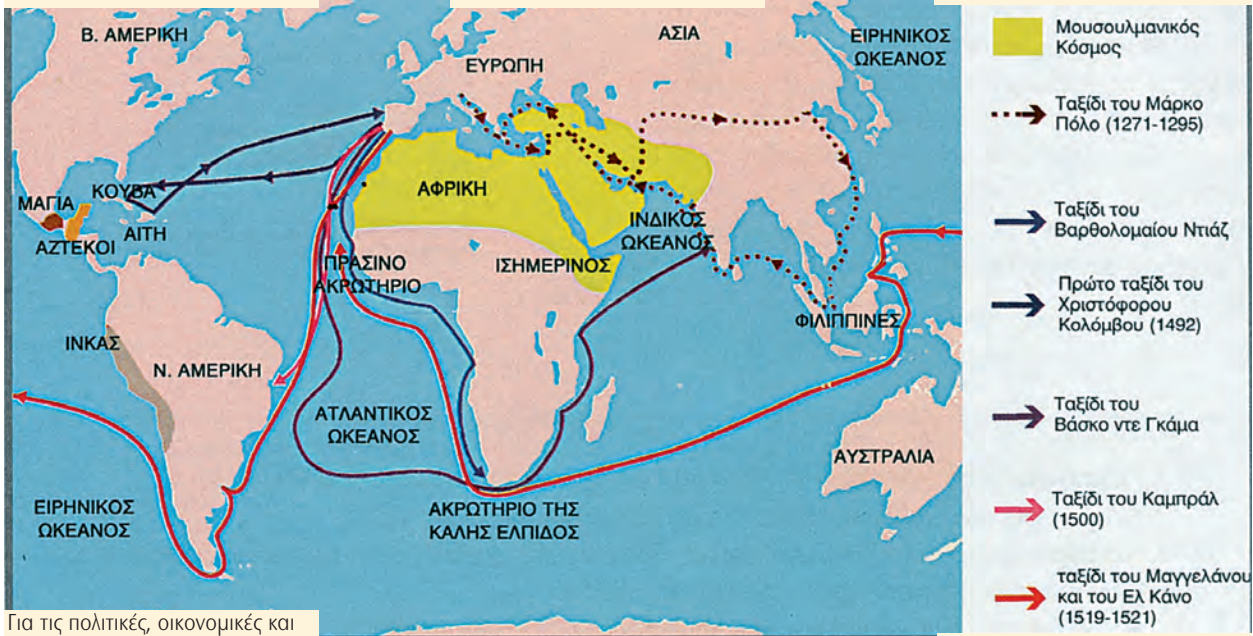 Β. ΑΜΕΡΙΚΗ
ΕΥΡΩΠΗ
ΑΣΙΑ
ΕΙΡΗΝΙΚΟΣ
ΩΚΕΑΝΟΣ
ΜΑΓΙΑ
ΚΟΥΒΑ
ΑΖΤΕΚΟΙ
ΑΙΤΗ
ΑΦΡΙΚΗ
ΙΝΔΙΚΟΣ
ΩΚΕΑΝΟΣ
ΠΡΑΣΙΝΟ
ΑΚΡΩΤΗΡΙΟ
ΙΣΗΜΕΡΙΝΟΣ
ΦΙΛΙΠΠΙΝΕΣ
ΙΝΚΑΣ
Ν. ΑΜΕΡΙΚΗ
ΑΤΛΑΝΤΙΚΟΣ
ΩΚΕΑΝΟΣ
ΑΥΣΤΡΑΛΙΑ
ΕΙΡΗΝΙΚΟΣ
ΩΚΕΑΝΟΣ
ΑΚΡΩΤΗΡΙΟ ΤΗΣ
ΚΑΛΗΣ ΕΛΠΙΔΟΣ
Μουσουλμανικός
Κόσμος
Ταξίδι του Μάρκο
Πόλο (1271-1295)
Ταξίδι του
Βαρθολομαίου Ντιάζ
Πρώτο ταξίδι του
Χριστόφορου
Κολόμβου (1492)
Ταξίδι του
Βάσκο ντε Γκάμα
Ταξίδι του Καμπράλ
(1500)
ταξίδι του Μαγγελάνου
και του Ελ Κάνο
(1519-1521)
Για τις πολιτικές, οικονομικές και